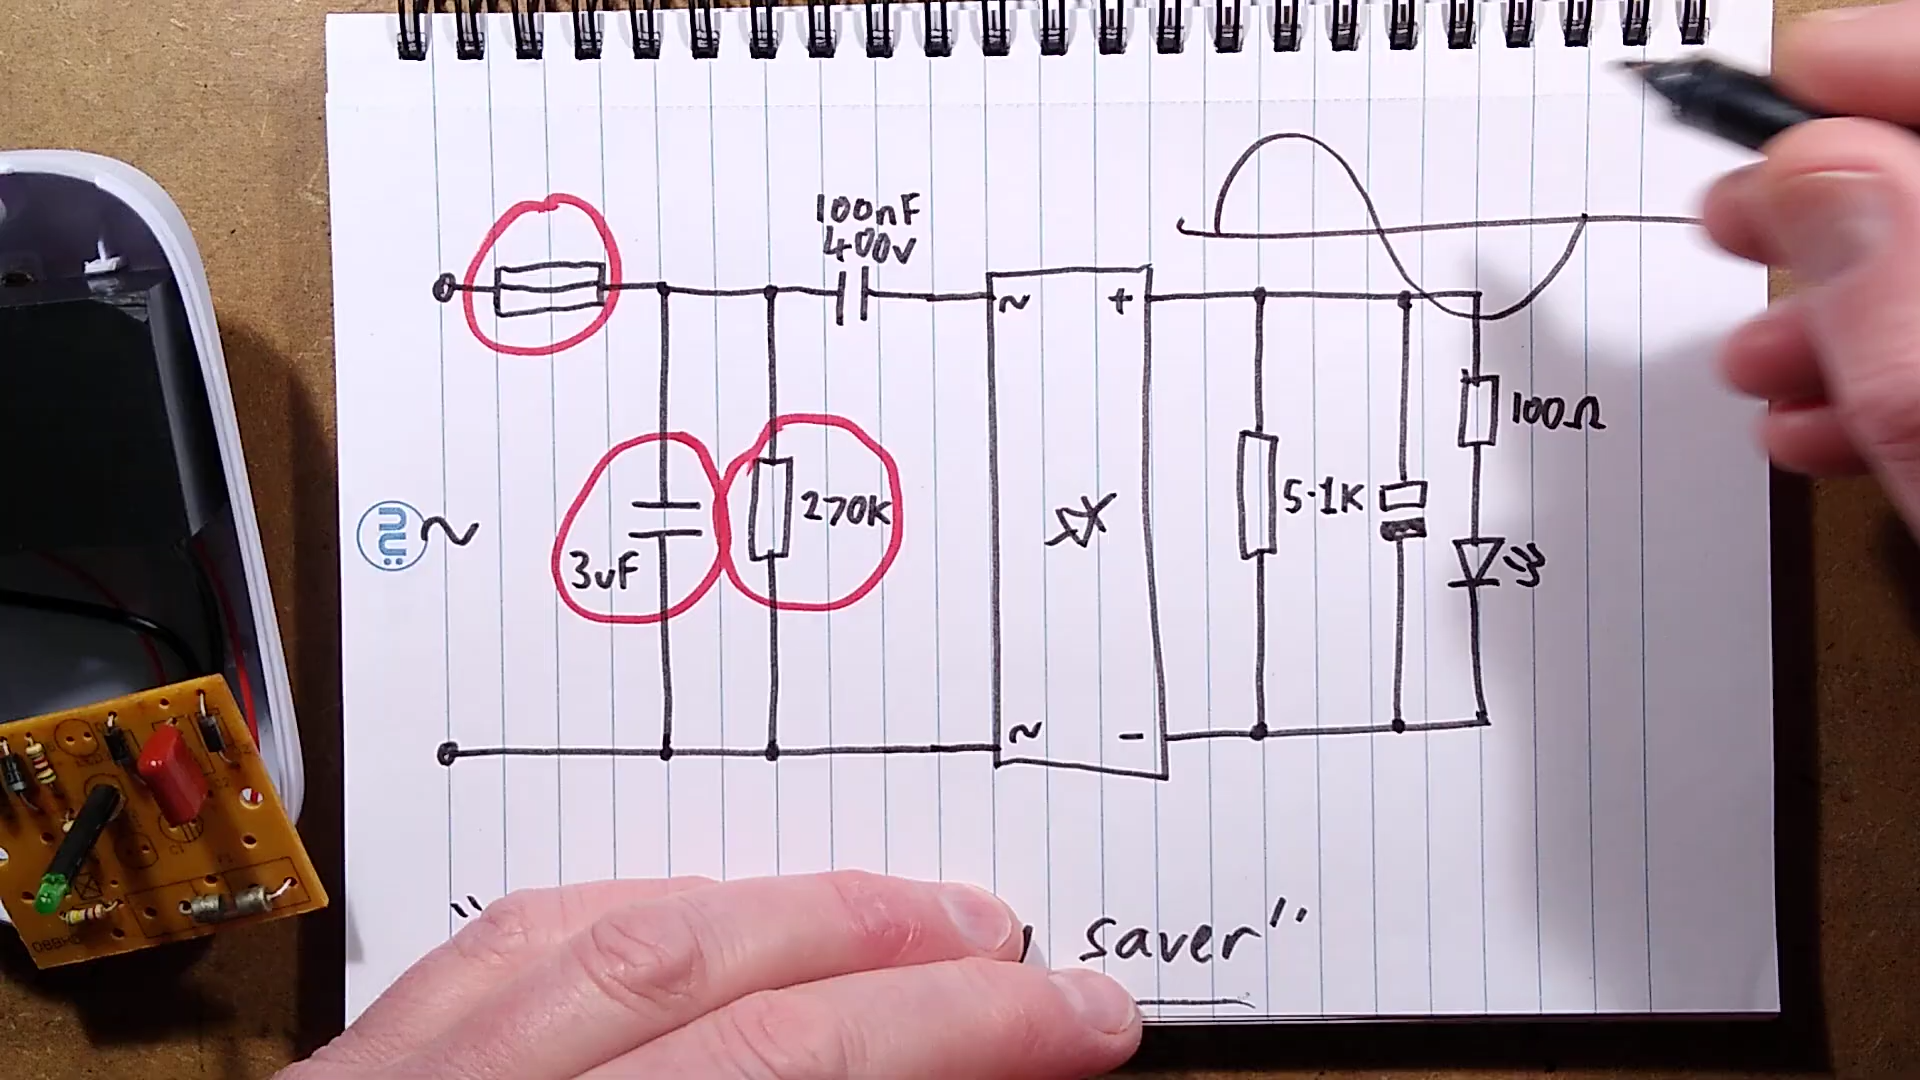 100nF
400v
~ +
100Ω
270K
5.1K
~
3uF
~ -
" saver"